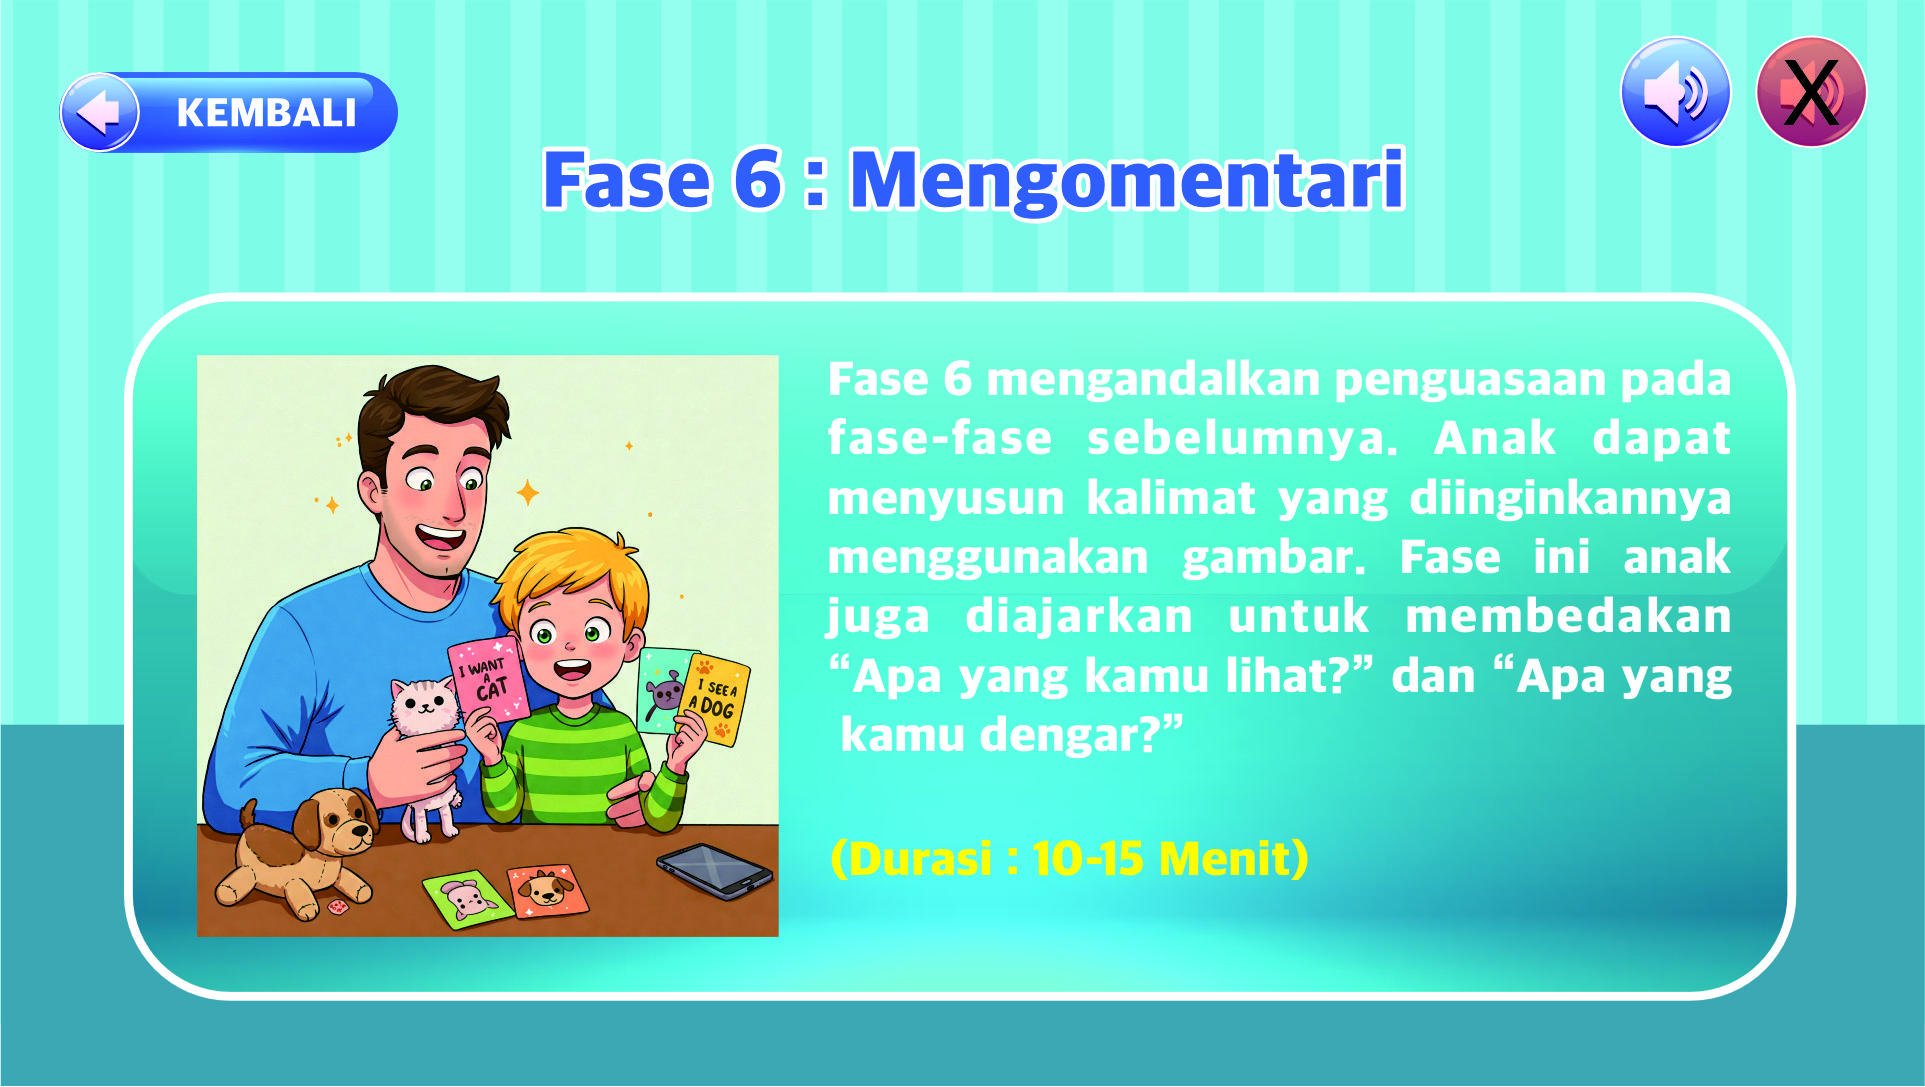 KEMBALI
X
Fase 6 : Mengomentari
Fase 6 mengandalkan penguasaan pada
fase-fase sebelumnya. Anak dapat
menyusun kalimat yang diinginkannya
menggunakan gambar. Fase ini anak
juga diajarkan untuk membedakan
“Apa yang kamu lihat?” dan “Apa yang
kamu dengar?”
(Durasi : 10-15 Menit)
I WANT
A
CAT
I SEE A
A DOG